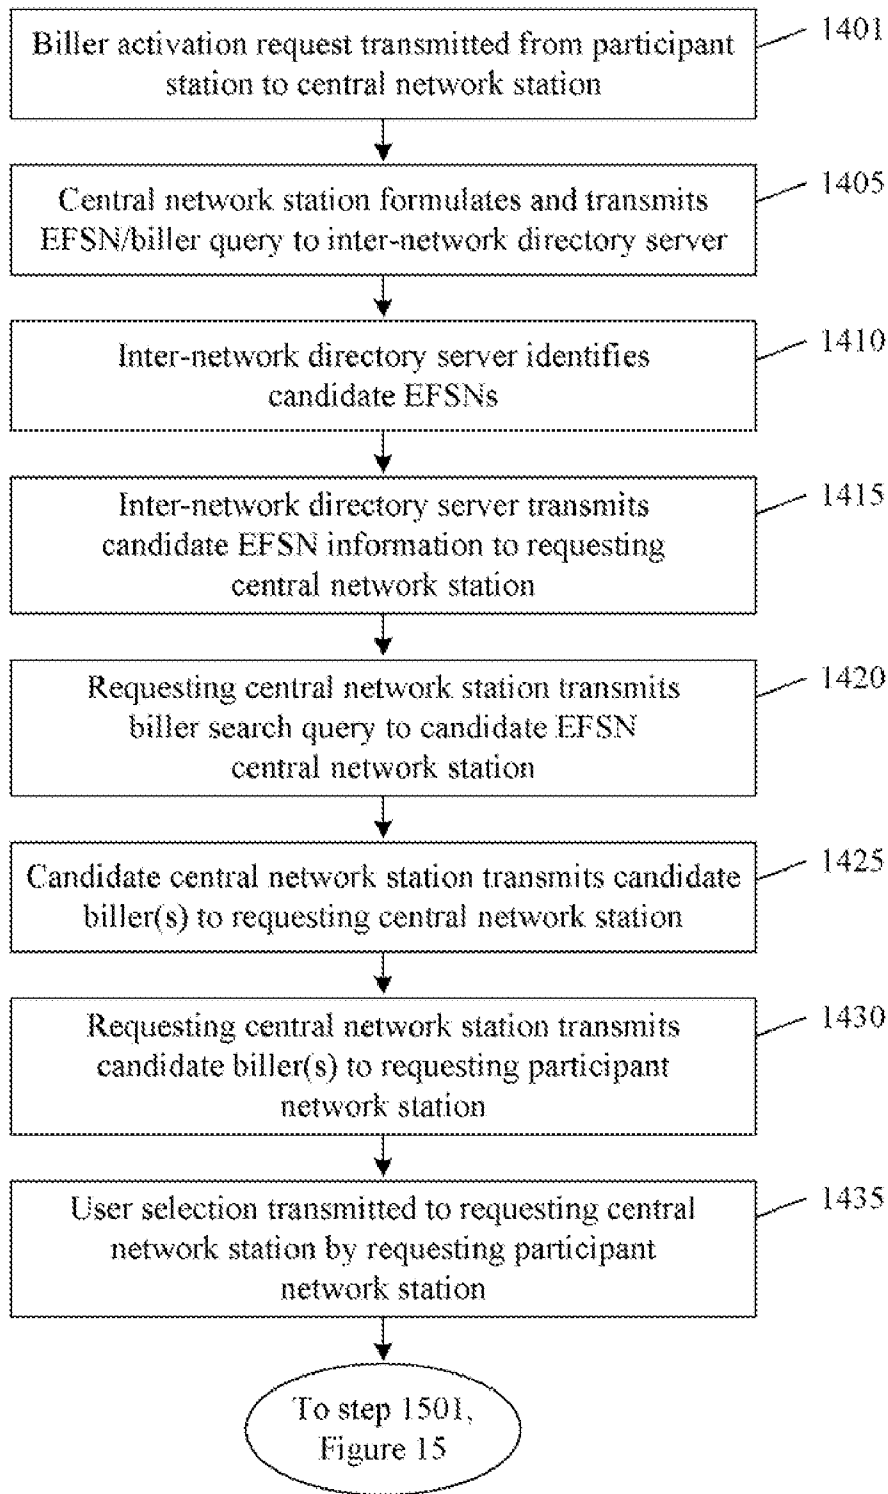 Biller activation request transmitted from participant
station to central network station
1401
Central network station formulates and transmits
EFSN/biller query to inter-network directory server
1405
Inter-network directory server identifies
candidate EFSNs
1410
Inter-network directory server transmits
candidate EFSN information to requesting
central network station
1415
Requesting central network station transmits
biller search query to candidate EFSN
central network station
1420
Candidate central network station transmits candidate
biller(s) to requesting central network station
1425
Requesting central network station transmits
candidate biller(s) to requesting participant
network station
1430
User selection transmitted to requesting central
network station by requesting participant
network station
1435
To step 1501,
Figure 15